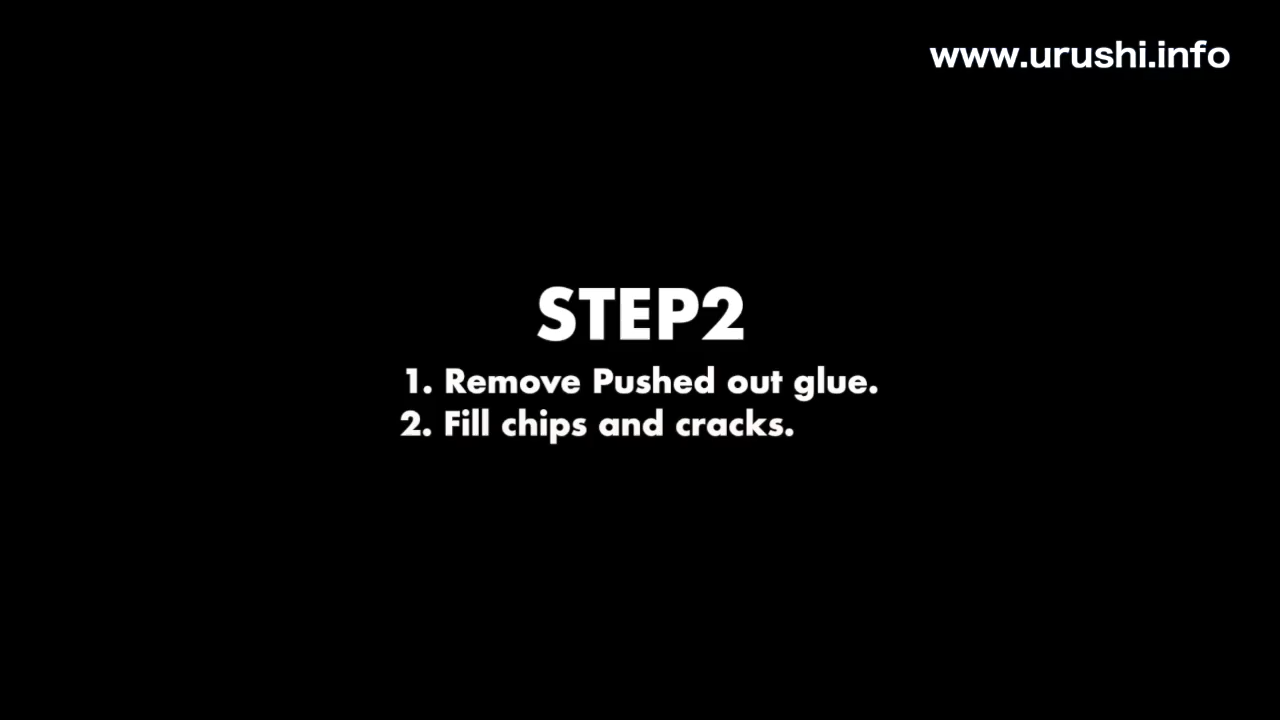 www.urushi.info
STEP2
1. Remove Pushed out glue.
2. Fill chips and cracks.